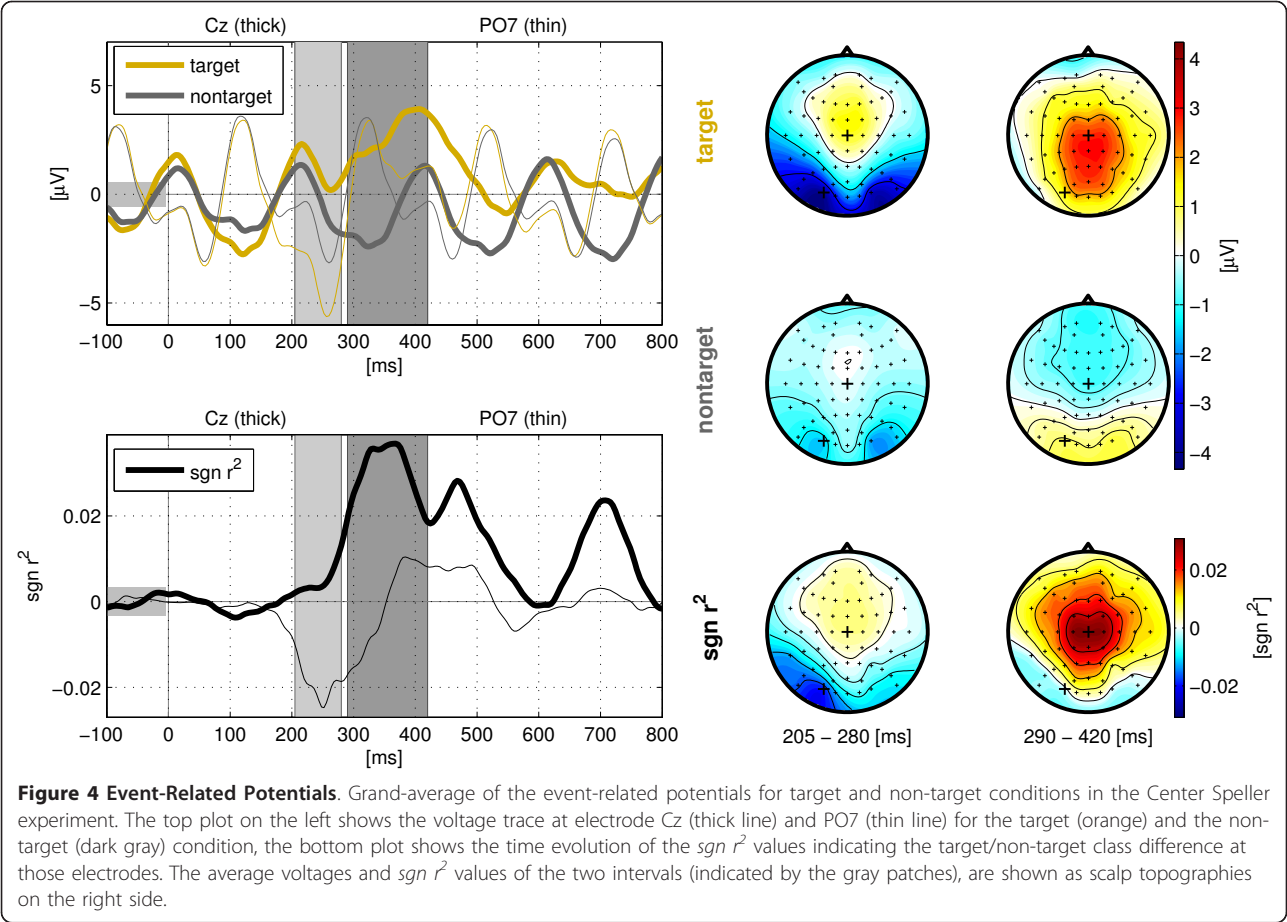 Cz (thick) PO7 (thin)
target
nontarget
5
0
−5
[μV]
−100 0 100 200 300 400 500 600 700 800
[ms]
Cz (thick) PO7 (thin)
sgn r²
0.02
0
−0.02
sgn r²
−100 0 100 200 300 400 500 600 700 800
[ms]
target
nontarget
sgn r²
4
3
2
1
0
−1
−2
−3
−4
[μV]
0.02
0
−0.02
[sgn r²]
205 − 280 [ms] 290 − 420 [ms]
Figure 4 Event-Related Potentials. Grand-average of the event-related potentials for target and non-target conditions in the Center Speller
experiment. The top plot on the left shows the voltage trace at electrode Cz (thick line) and PO7 (thin line) for the target (orange) and the non-
target (dark gray) condition, the bottom plot shows the time evolution of the sgn r² values indicating the target/non-target class difference at
those electrodes. The average voltages and sgn r² values of the two intervals (indicated by the gray patches), are shown as scalp topographies
on the right side.